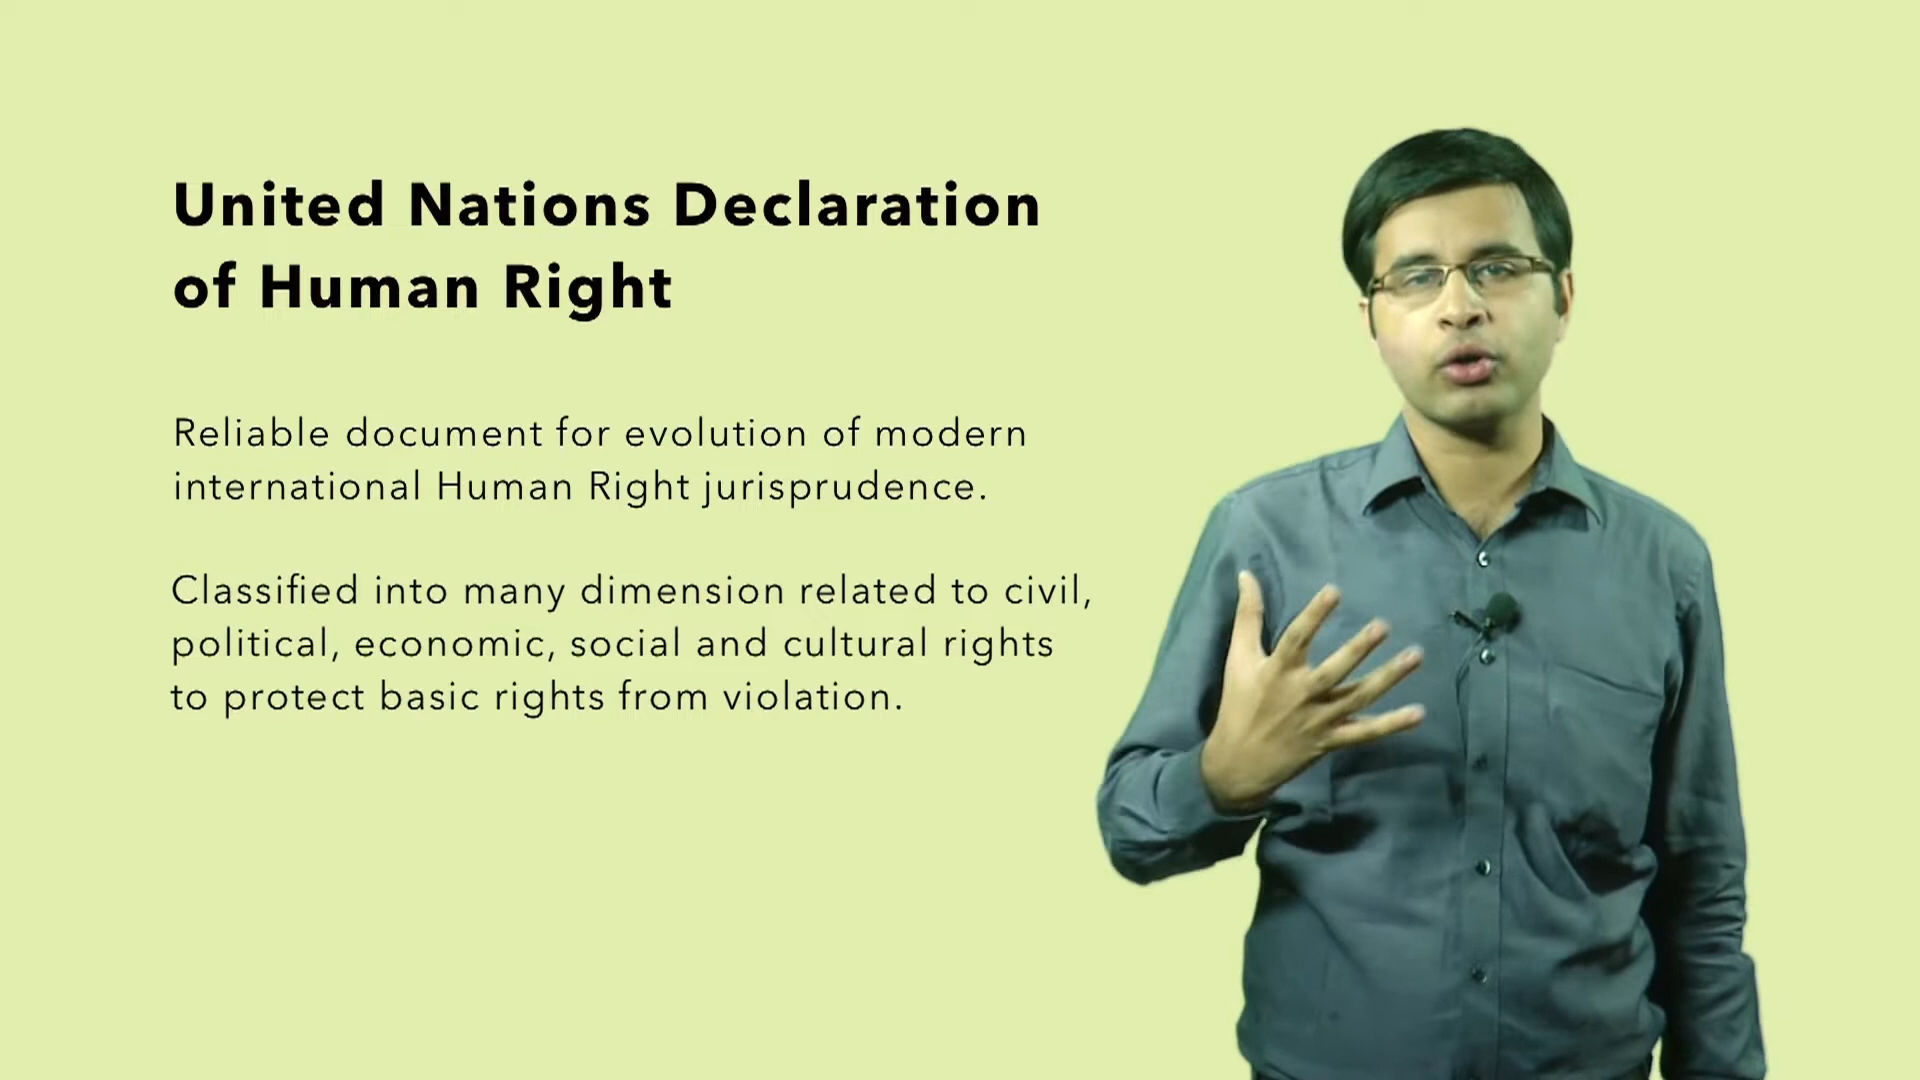 United Nations Declaration
of Human Right
Reliable document for evolution of modern
international Human Right jurisprudence.
Classified into many dimension related to civil,
political, economic, social and cultural rights
to protect basic rights from violation.